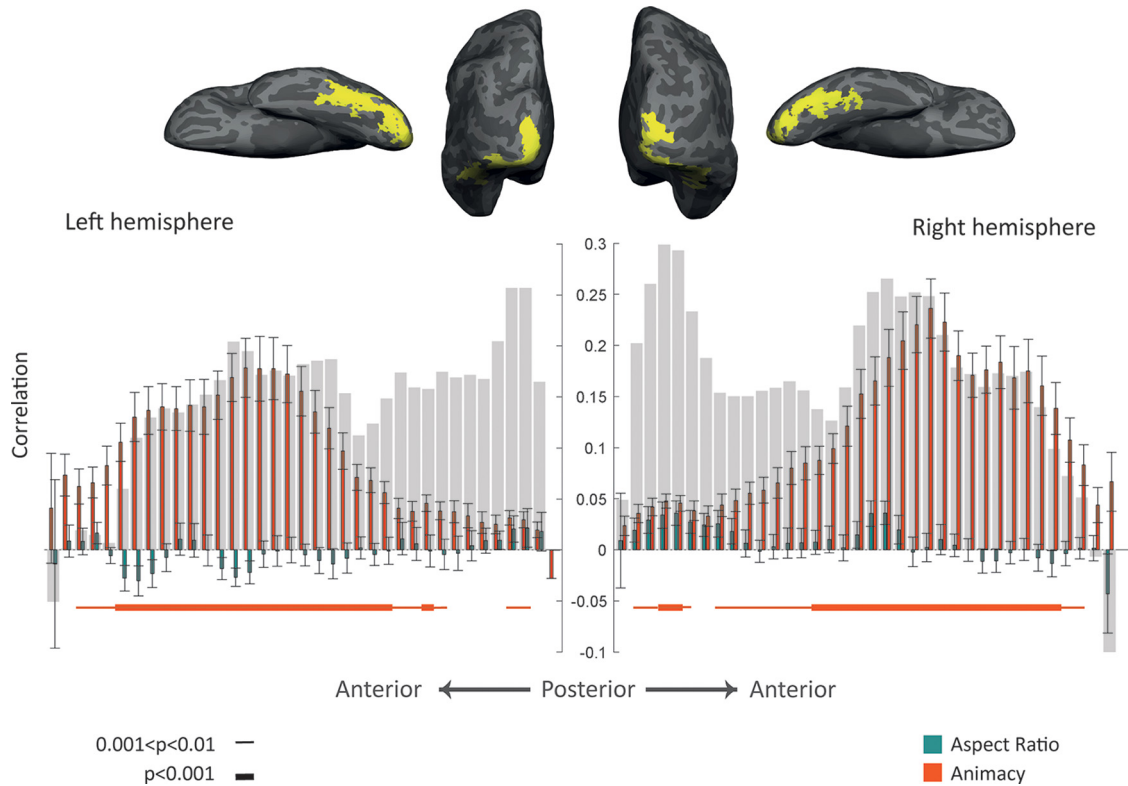 Left hemisphere
Right hemisphere
Correlation
0.3
0.25
0.2
0.15
0.1
0.05
0
-0.05
-0.1
Anterior Posterior Anterior
0.001<p<0.01
p<0.001
Aspect Ratio
Animacy